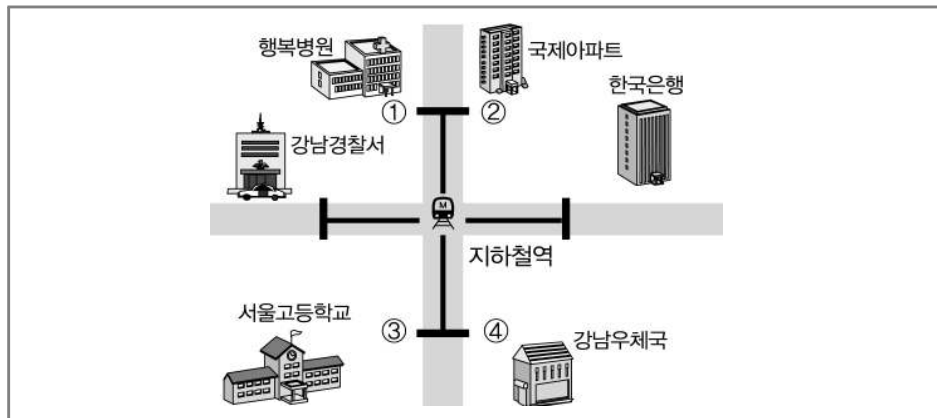 행복병원
국제아파트
한국은행
① ②
강남경찰서
M
지하철역
서울고등학교
③ ④
강남우체국